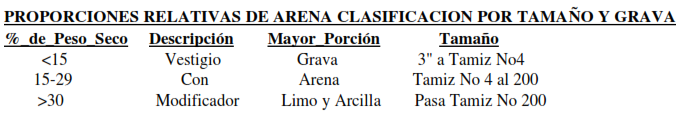 PROPORCIONES RELATIVAS DE ARENA CLASIFICACION POR TAMAÑO Y GRAVA
%_de_Peso_Seco Descripción Mayor_Porción Tamaño
<15 Vestigio Grava 3" a Tamiz No4
15-29 Con Arena Tamiz No 4 al 200
>30 Modificador Limo y Arcilla Pasa Tamiz No 200